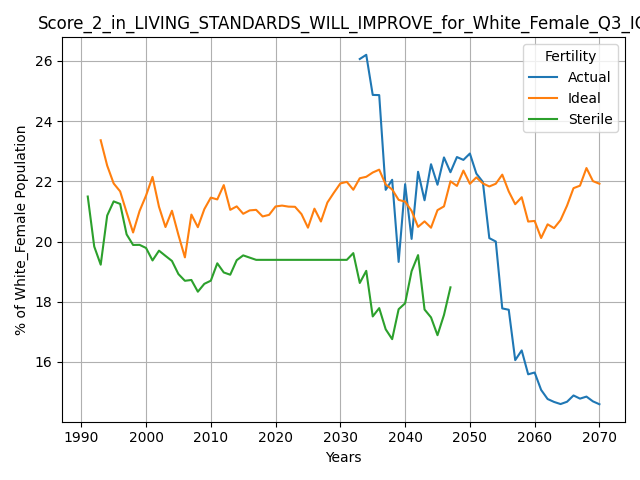 Score_2_in_LIVING_STANDARDS_WILL_IMPROVE_for_White_Female_Q3_IC
Fertility
Actual
Ideal
Sterile
% of White_Female Population
26
24
22
20
18
16
1990 2000 2010 2020 2030 2040 2050 2060 2070
Years